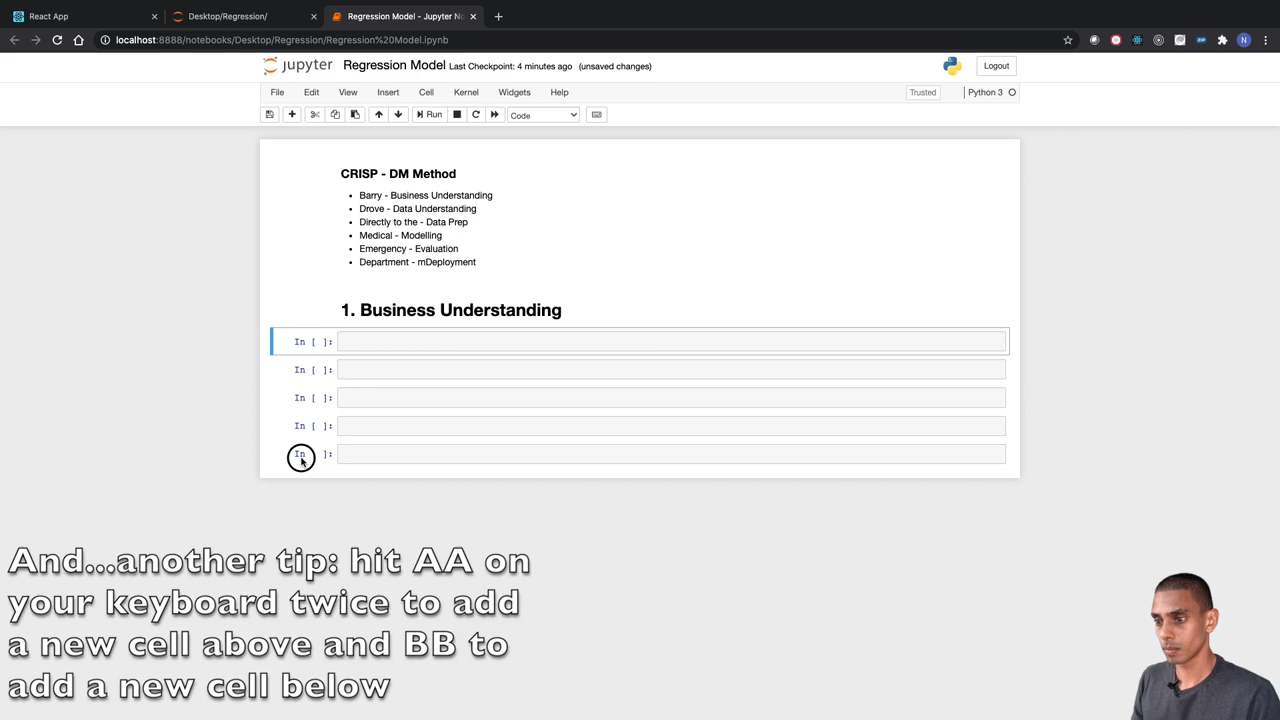 React App
Desktop/Regression/
Regression Model - Jupyter No
localhost:8888/notebooks/Desktop/Regression/Regression%20Model.ipynb
N
jupyter Regression Model Last Checkpoint: 4 minutes ago (unsaved changes)
Logout
File Edit View Insert Cell Kernel Widgets Help
Trusted Python 3
Run Code
CRISP - DM Method
• Barry - Business Understanding
• Drove - Data Understanding
• Directly to the - Data Prep
• Medical - Modelling
• Emergency - Evaluation
• Department - mDeployment
1. Business Understanding
In [ ]:
In [ ]:
In [ ]:
In [ ]:
In ]:
And...another tip: hit AA on
your keyboard twice to add
a new cell above and BB to
add a new cell below